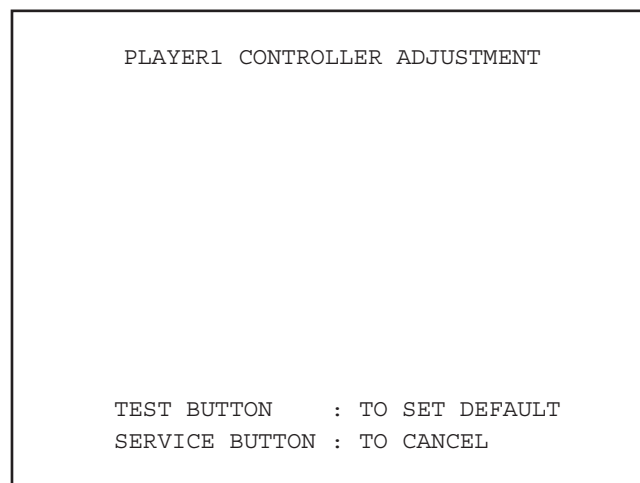 PLAYER1 CONTROLLER ADJUSTMENT
TEST BUTTON : TO SET DEFAULT
SERVICE BUTTON : TO CANCEL